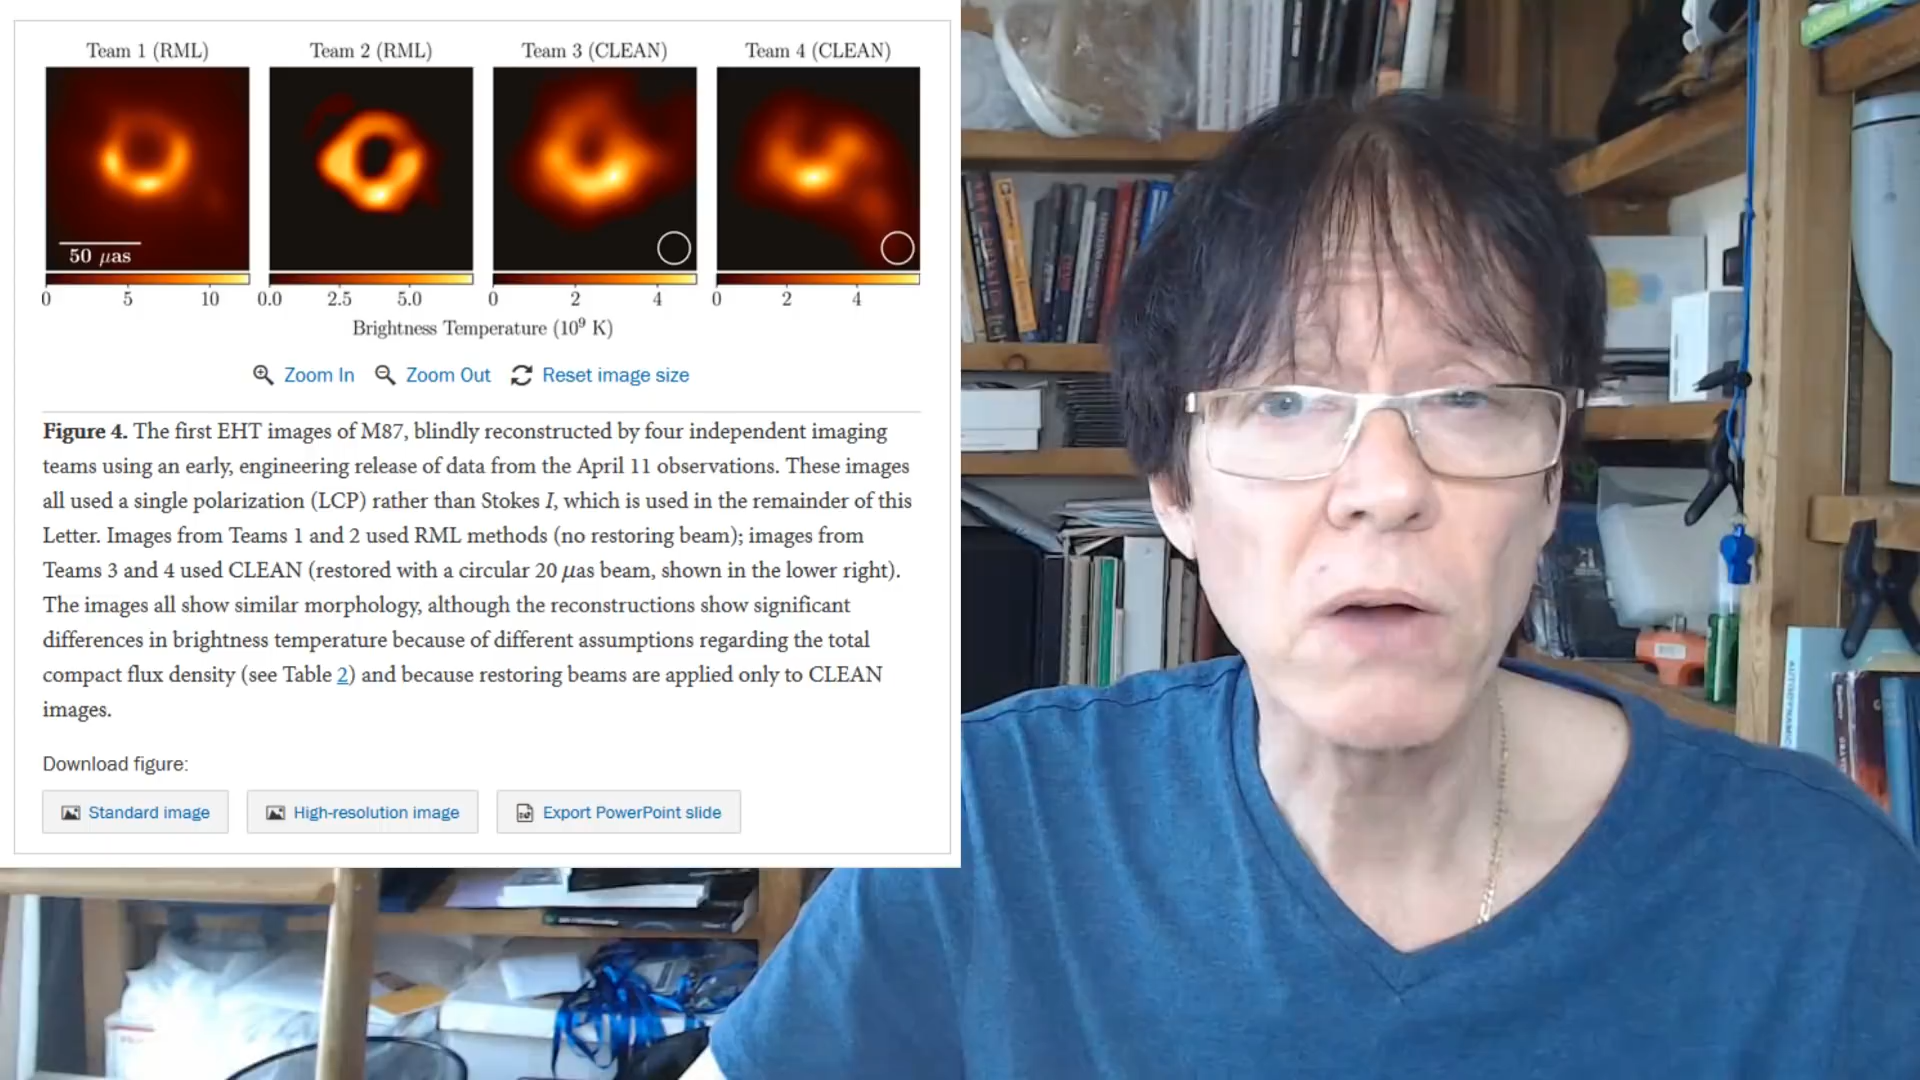 Team 1 (RML)
Team 2 (RML)
Team 3 (CLEAN)
Team 4 (CLEAN)
50 μas
0 5 10
0.0 2.5 5.0
0 2 4
0 2 4
Brightness Temperature (10⁹ K)
Zoom In Zoom Out Reset image size
Figure 4. The first EHT images of M87, blindly reconstructed by four independent imaging
teams using an early, engineering release of data from the April 11 observations. These images
all used a single polarization (LCP) rather than Stokes I, which is used in the remainder of this
Letter. Images from Teams 1 and 2 used RML methods (no restoring beam); images from
Teams 3 and 4 used CLEAN (restored with a circular 20 μas beam, shown in the lower right).
The images all show similar morphology, although the reconstructions show significant
differences in brightness temperature because of different assumptions regarding the total
compact flux density (see Table 2) and because restoring beams are applied only to CLEAN
images.
Download figure:
Standard image
High-resolution image
Export PowerPoint slide